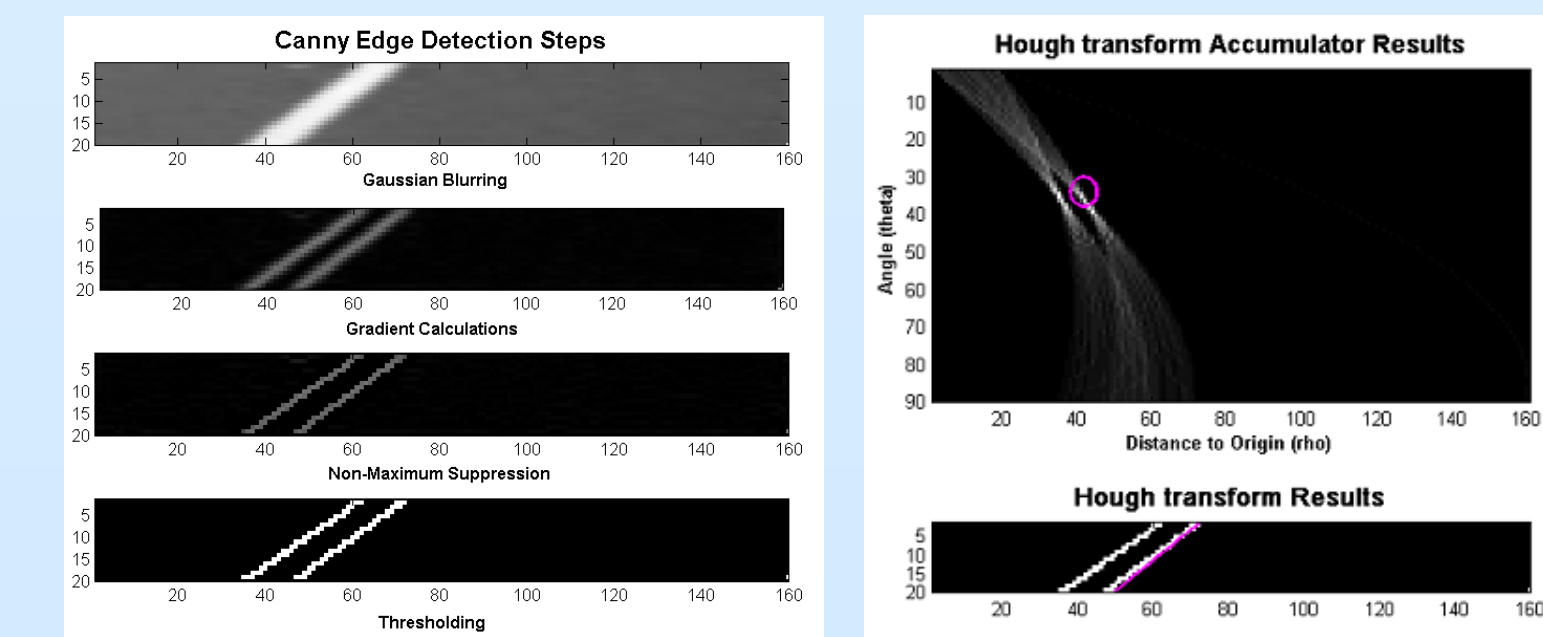 Canny Edge Detection Steps
5
10
15
20
20 40 60 80 100 120 140 160
Gaussian Blurring
5
10
15
20
20 40 60 80 100 120 140 160
Gradient Calculations
5
10
15
20
20 40 60 80 100 120 140 160
Non-Maximum Suppression
5
10
15
20
20 40 60 80 100 120 140 160
Thresholding
Hough transform Accumulator Results
Angle (theta)
10
20
30
40
50
60
70
80
90
20 40 60 80 100 120 140 160
Distance to Origin (rho)
Hough transform Results
5
10
15
20
20 40 60 80 100 120 140 160